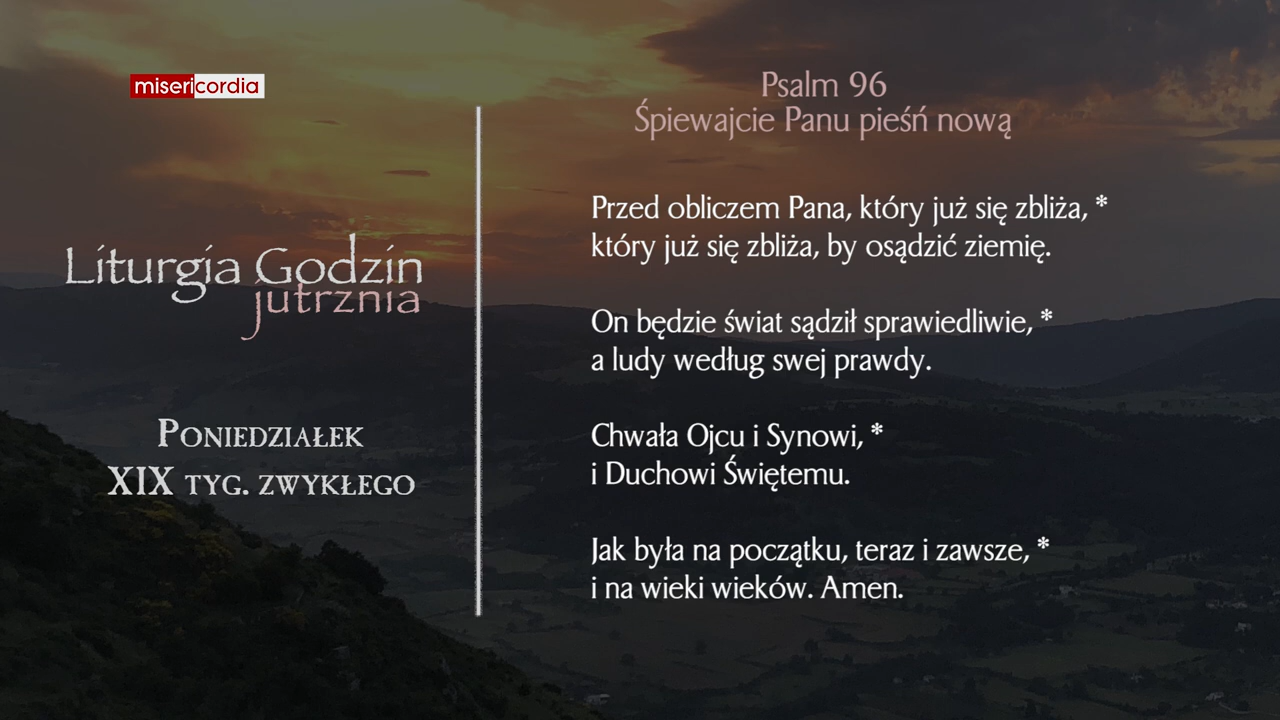 misericordia
Liturgia Godzin
jutrznia
Poniedziałek
XIX tyg. zwykłego
Psalm 96
Śpiewajcie Panu pieśń nową
Przed obliczem Pana, który już się zbliża, *
który już się zbliża, by osądzić ziemię.
On będzie świat sądził sprawiedliwie, *
a ludy według swej prawdy.
Chwała Ojcu i Synowi, *
i Duchowi Świętemu.
Jak była na początku, teraz i zawsze, *
i na wieki wieków. Amen.